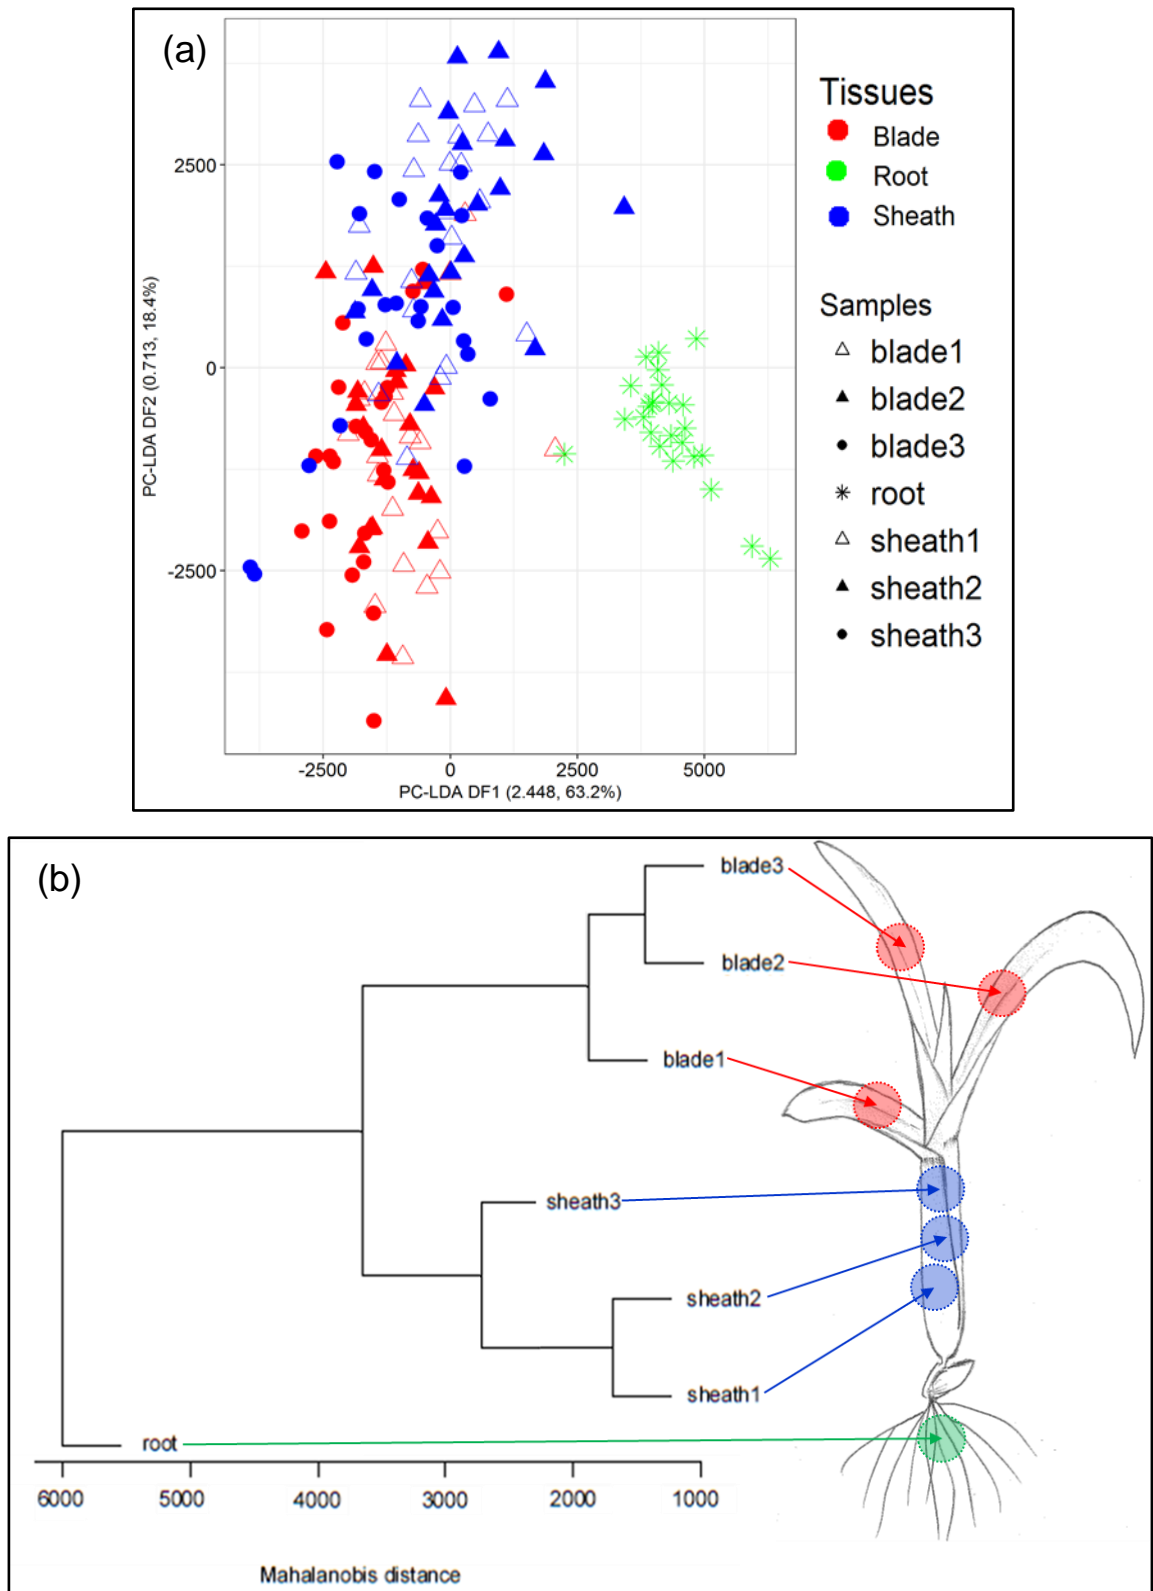 (a)
Tissues
Blade
Root
Sheath
Samples
blade1
blade2
blade3
root
sheath1
sheath2
sheath3
PC-LDA DF2 (0.713, 18.4%)
2500
0
-2500
-2500 0 2500 5000
PC-LDA DF1 (2.448, 63.2%)
(b)
blade3
blade2
blade1
sheath3
sheath2
sheath1
root
6000 5000 4000 3000 2000 1000
Mahalanobis distance